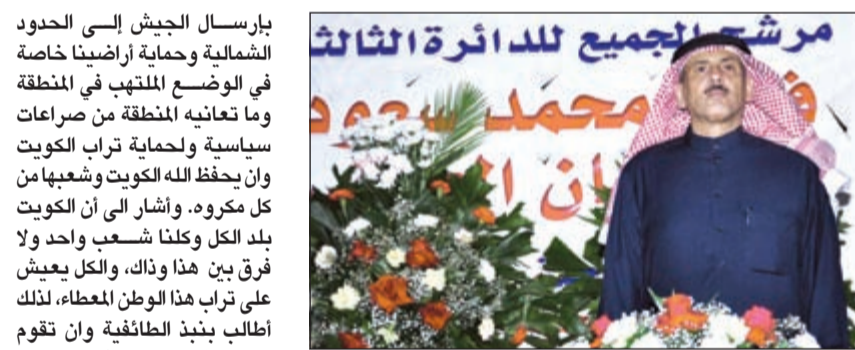 بإرسال الجيش إلى الحدود
الشمالية وحماية أراضينا خاصة
في الوضع الملتهب في المنطقة
وما تعانيه المنطقة من صراعات
سياسية ولحماية تراب الكويت
وان يحفظ الله الكويت وشعبها من
كل مكروه. وأشار الى أن الكويت
بلد الكل وكلنا شعب واحد ولا
فرق بين هذا وذاك، والكل يعيش
على تراب هذا الوطن المعطاء، لذلك
أطالب بنبذ الطائفية وان تقوم
مرشح الجميع للدائرة الثالثة
محمد سعود